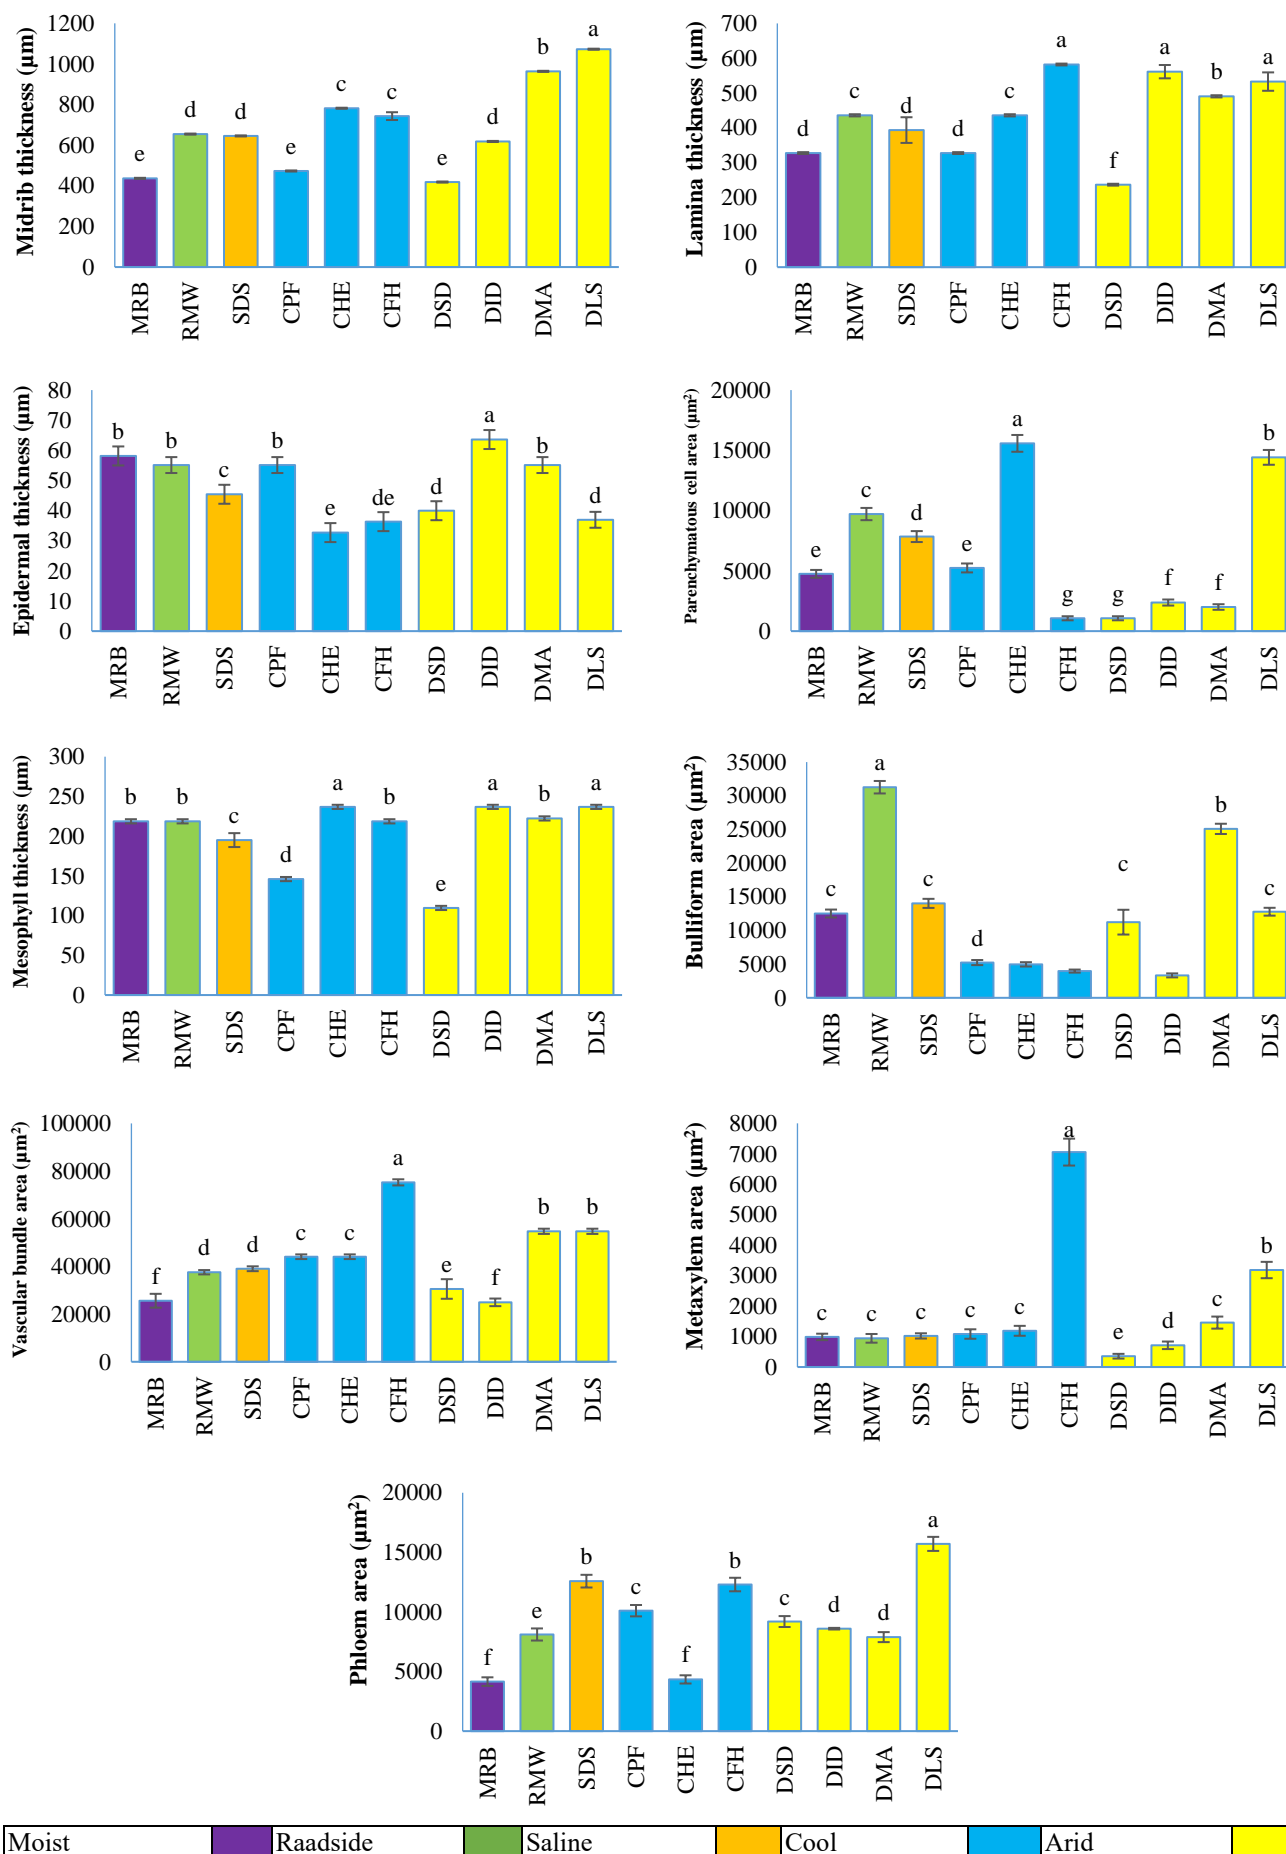 Midrib thickness (µm)
1200
1000
800
600
400
200
0
e d d e c c e d b a
MRB RMW SDS CPF CHE CFH DSD DID DMA DLS
Lamina thickness (µm)
700
600
500
400
300
200
100
0
d c d d c a f a b a
MRB RMW SDS CPF CHE CFH DSD DID DMA DLS
Epidermal thickness (µm)
80
70
60
50
40
30
20
10
0
b b c b e de d a b d
MRB RMW SDS CPF CHE CFH DSD DID DMA DLS
Parenchymatous cell area (µm²)
20000
15000
10000
5000
0
e c d e a g g f f b
MRB RMW SDS CPF CHE CFH DSD DID DMA DLS
Mesophyll thickness (µm)
300
250
200
150
100
50
0
b b c d a b e a b a
MRB RMW SDS CPF CHE CFH DSD DID DMA DLS
Bulliform area (µm²)
35000
30000
25000
20000
15000
10000
5000
0
c a c d c b c
MRB RMW SDS CPF CHE CFH DSD DID DMA DLS
Vascular bundle area (µm²)
100000
80000
60000
40000
20000
0
f d d c c a e f b b
MRB RMW SDS CPF CHE CFH DSD DID DMA DLS
Metaxylem area (µm²)
8000
7000
6000
5000
4000
3000
2000
1000
0
c c c c c a e d c b
MRB RMW SDS CPF CHE CFH DSD DID DMA DLS
Phloem area (µm²)
20000
15000
10000
5000
0
f e b c f b c d d a
MRB RMW SDS CPF CHE CFH DSD DID DMA DLS
Moist Raadside Saline Cool Arid